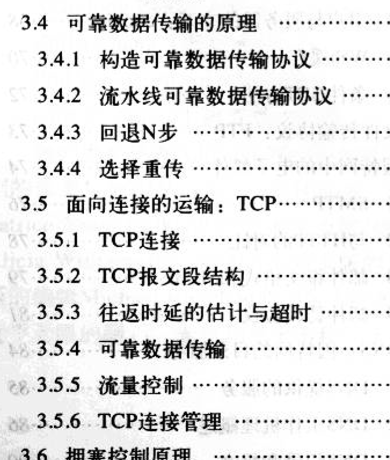 3.4 可靠数据传输的原理 ……………
3.4.1 构造可靠数据传输协议 …………
3.4.2 流水线可靠数据传输协议 ………
3.4.3 回退N步 ……………………
3.4.4 选择重传 ……………………
3.5 面向连接的运输：TCP……………
3.5.1 TCP连接 ……………………
3.5.2 TCP报文段结构 ………………
3.5.3 往返时延的估计与超时 …………
3.5.4 可靠数据传输 …………………
3.5.5 流量控制 ……………………
3.5.6 TCP连接管理 …………………
3.6 拥塞控制原理 …………………